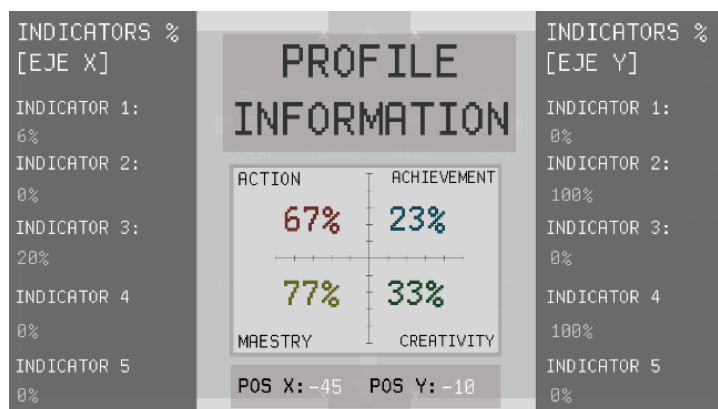 INDICATORS %
[EJE X]
INDICATOR 1:
6%
INDICATOR 2:
0%
INDICATOR 3:
20%
INDICATOR 4
0%
INDICATOR 5
0%
PROFILE
INFORMATION
ACTION ACHIEVEMENT
67% 23%
77% 33%
MAESTRY CREATIVITY
POS X: -45 POS Y: -10
INDICATORS %
[EJE Y]
INDICATOR 1:
0%
INDICATOR 2:
100%
INDICATOR 3:
0%
INDICATOR 4
100%
INDICATOR 5
0%